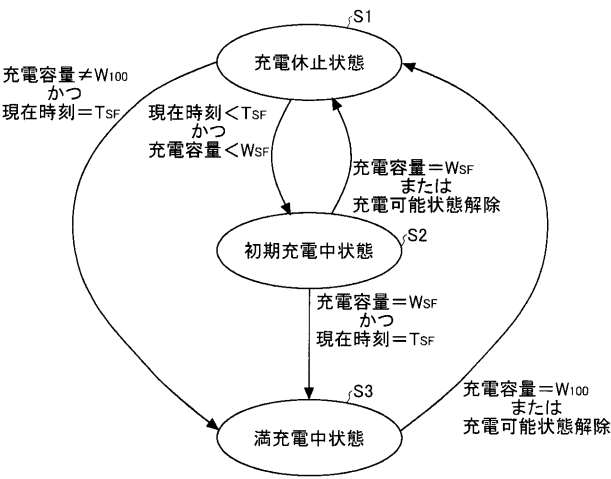 S1
充電休止状態
充電容量≠W100
かつ
現在時刻=TSF
現在時刻<TSF
かつ
充電容量<WSF
充電容量=WSF
または
充電可能状態解除
S2
初期充電中状態
充電容量=WSF
かつ
現在時刻=TSF
S3
満充電中状態
充電容量=W100
または
充電可能状態解除